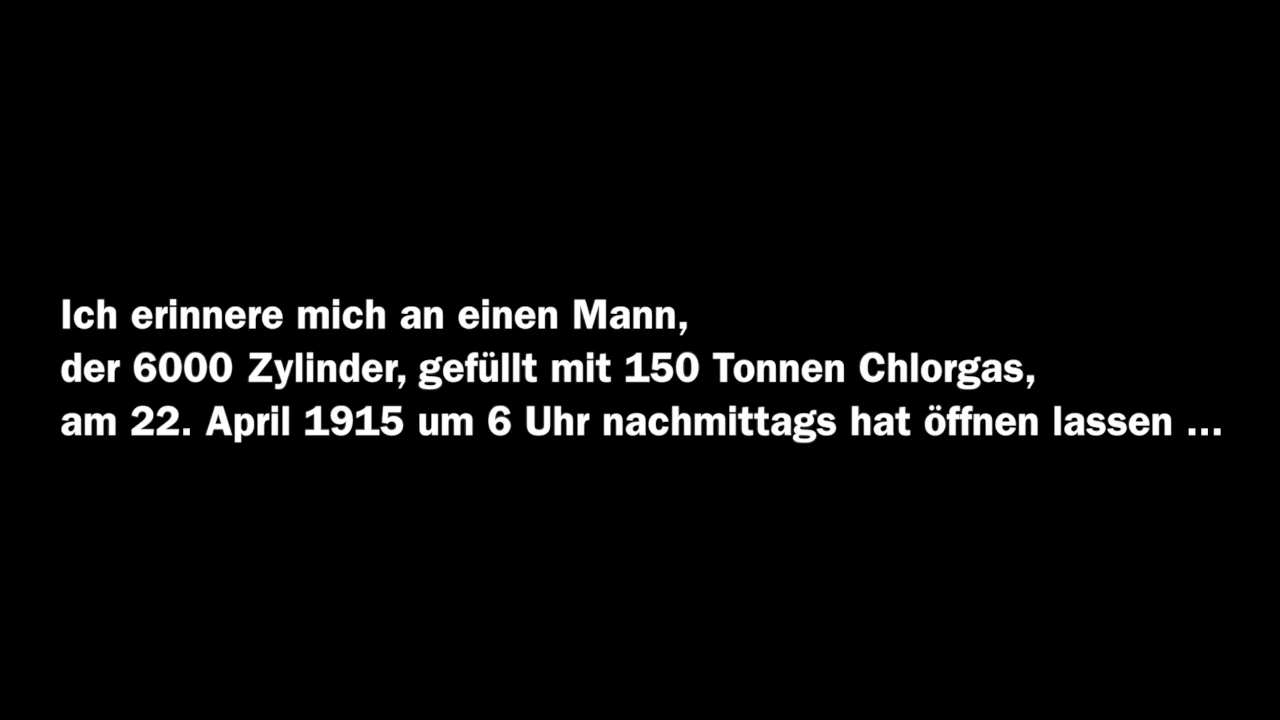 Ich erinnere mich an einen Mann,
der 6000 Zylinder, gefüllt mit 150 Tonnen Chlorgas,
am 22. April 1915 um 6 Uhr nachmittags hat öffnen lassen ...